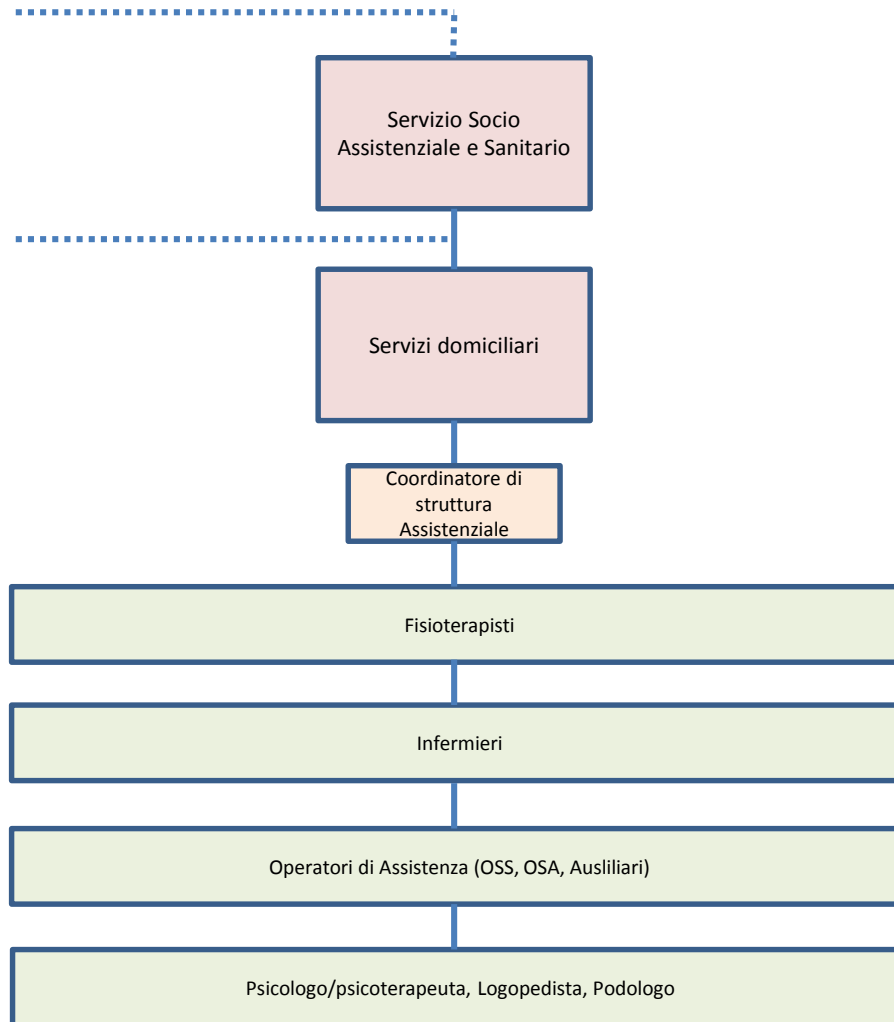 Servizio Socio
Assistenziale e Sanitario
Servizi domiciliari
Coordinatore di
struttura
Assistenziale
Fisioterapisti
Infermieri
Operatori di Assistenza (OSS, OSA, Ausliliari)
Psicologo/psicoterapeuta, Logopedista, Podologo